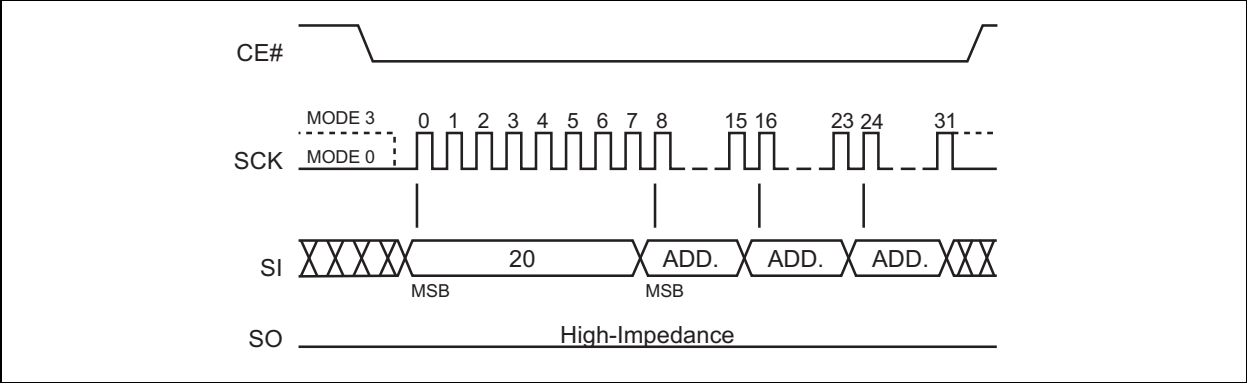 CE#
MODE 3
0 1 2 3 4 5 6 7 8 15 16 23 24 31
SCK
MODE 0
SI
20 ADD. ADD. ADD.
MSB MSB
SO
High-Impedance